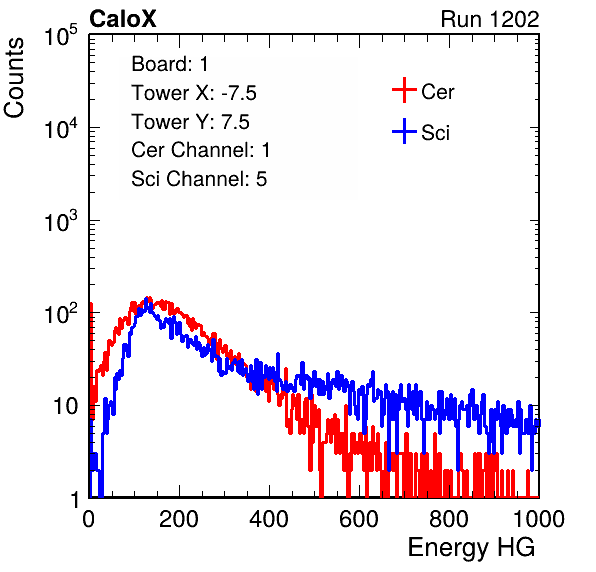 CaloX Run 1202
Counts
10^5
10^4
10^3
10^2
10
1
Board: 1
Tower X: -7.5
Tower Y: 7.5
Cer Channel: 1
Sci Channel: 5
Cer
Sci
0 200 400 600 800 1000
Energy HG